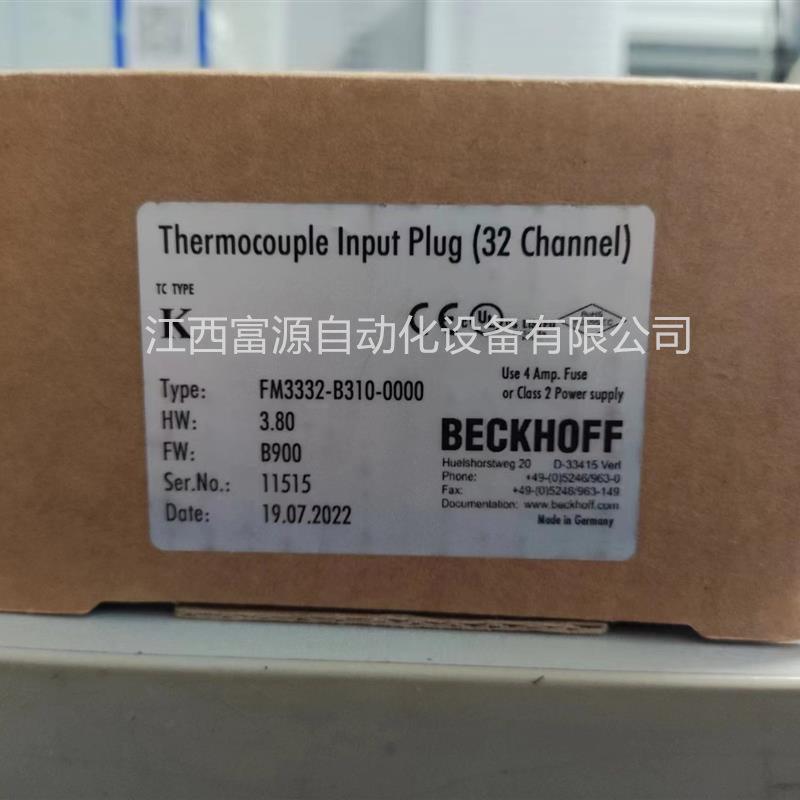 Thermocouple Input Plug (32 Channel)
TC TYPE
K
江西富源自动化设备有限公司
Use 4 Amp. Fuse
or Class 2 Power supply
Type: FM3332-B310-0000
HW: 3.80
FW: B900
Ser.No.: 11515
Date: 19.07.2022
BECKHOFF
Huelshorstweg 20 D-33415 Verl
Phone: +49-(0)5246/963-0
Fax: +49-(0)5246/963-149
Documentation: www.beckhoff.com
Made in Germany